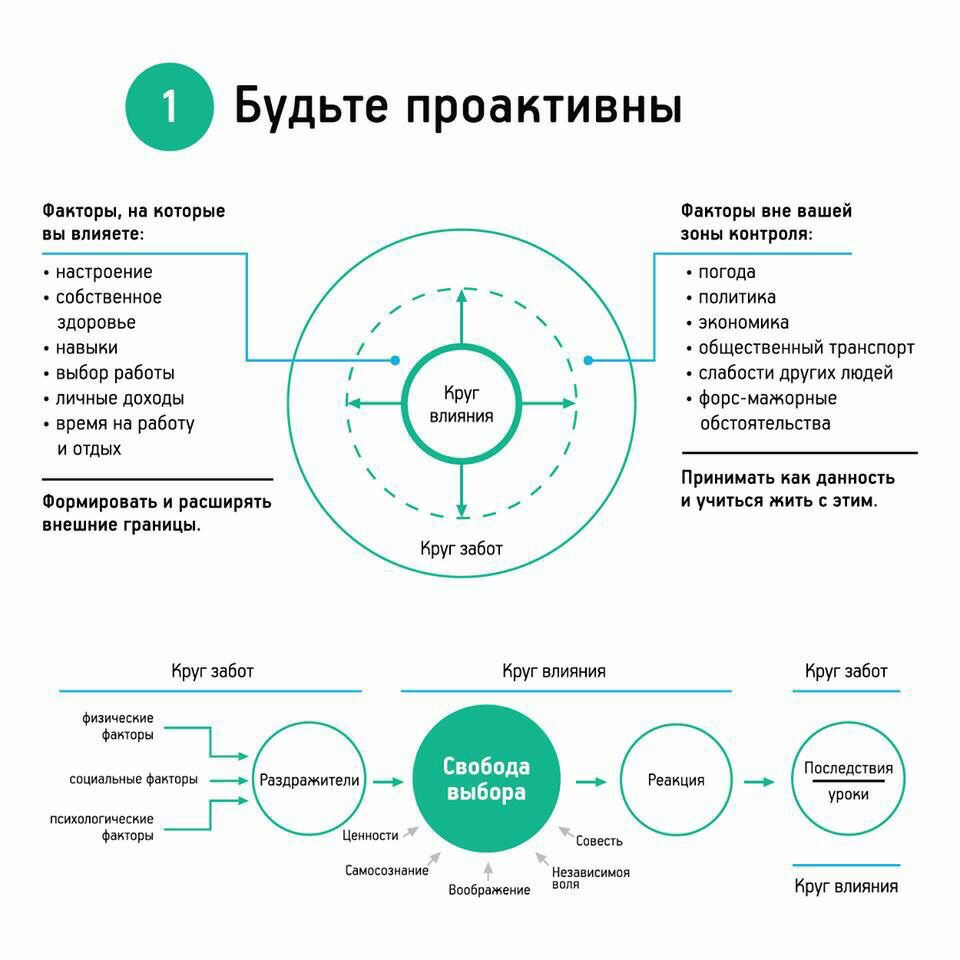 1 Будьте проактивны
Факторы, на которые
вы влияете:
• настроение
• собственное
здоровье
• навыки
• выбор работы
• личные доходы
• время на работу
и отдых
Формировать и расширять
внешние границы.
Круг
влияния
Круг забот
Факторы вне вашей
зоны контроля:
• погода
• политика
• экономика
• общественный транспорт
• слабости других людей
• форс-мажорные
обстоятельства
Принимать как данность
и учиться жить с этим.
Круг забот
физические
факторы
социальные факторы
психологические
факторы
Раздражители
Круг влияния
Свобода
выбора
Ценности
Самосознание
Воображение
Независимоя
воля
Совесть
Реакция
Круг забот
Последствия
уроки
Круг влияния